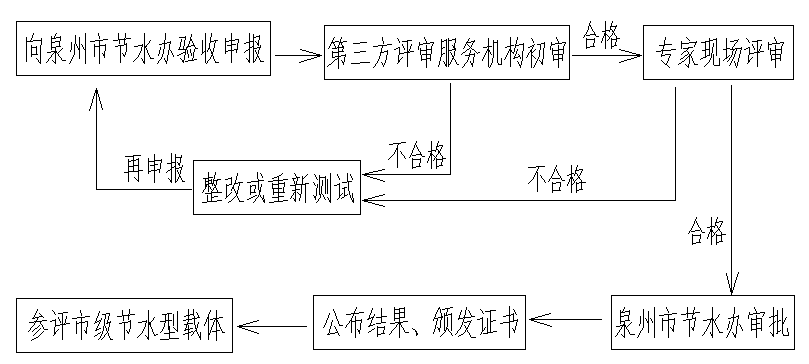 向泉州市节水办验收申报
第三方评审服务机构初审
合格
专家现场评审
再申报
不合格
整改或重新测试
不合格
合格
参评市级节水型载体
公布结果、颁发证书
泉州市节水办审批